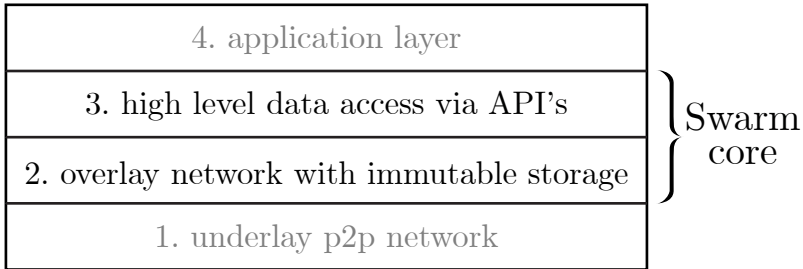 4. application layer
3. high level data access via API's
2. overlay network with immutable storage
1. underlay p2p network
Swarm
core